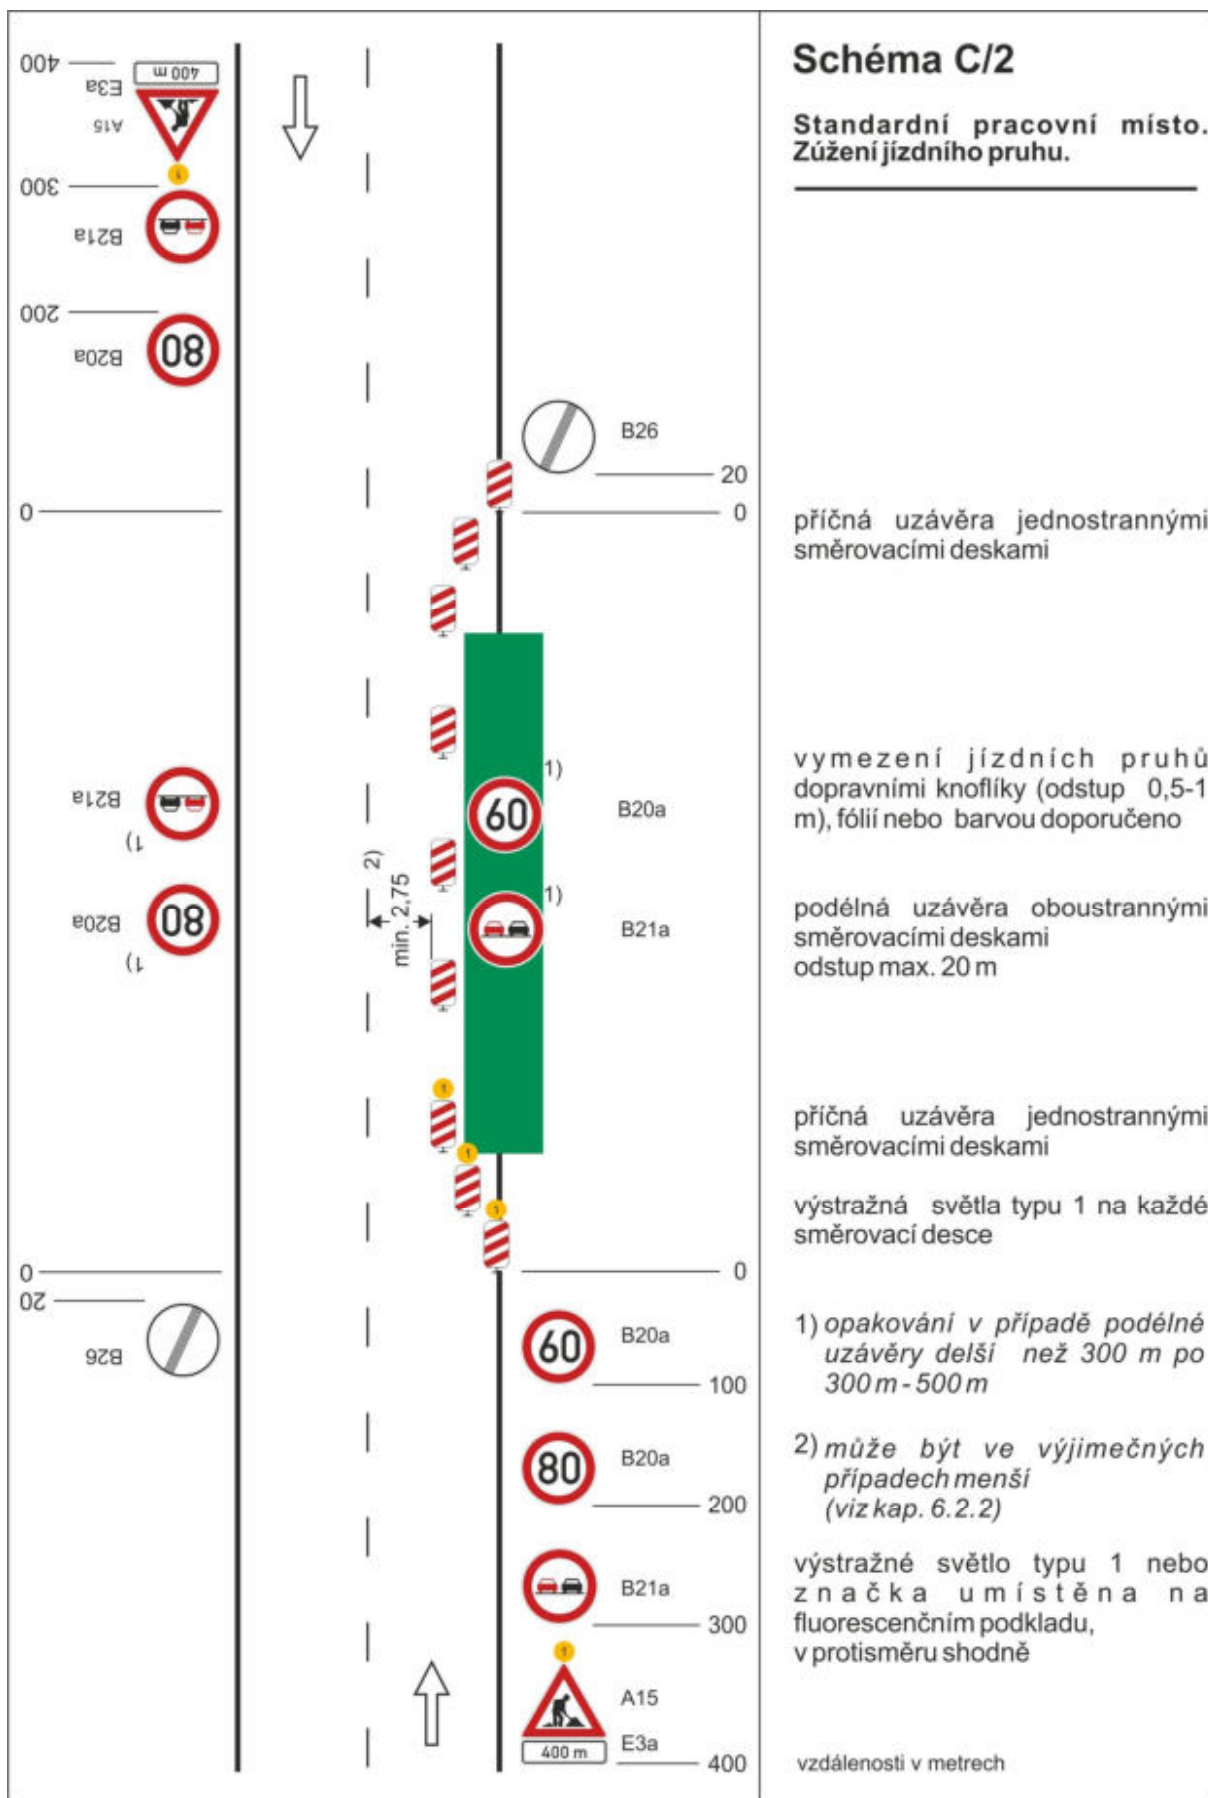 Schéma C/2
Standardní pracovní místo.
Zúžení jízdního pruhu.
400
400 m
E3a
A15
1
300
B21a
200
80
B20a
B26
20
0
0
příčná uzávěra jednostrannými
směrovacími deskami
vymezení jízdních pruhů
dopravními knoflíky (odstup 0,5-1
m), fólií nebo barvou doporučeno
B21a
1)
1)
60
B20a
2)
min. 2,75
80
B20a
1)
1)
B21a
podélná uzávěra oboustrannými
směrovacími deskami
odstup max. 20 m
1
1
1
příčná uzávěra jednostrannými
směrovacími deskami
výstražná světla typu 1 na každé
směrovací desce
0
0
20
B26
60
B20a
100
1) opakování v případě podélné
uzávěry delší než 300 m po
300 m - 500 m
80
B20a
200
2) může být ve výjimečných
případech menší
(viz kap. 6.2.2)
B21a
300
výstražné světlo typu 1 nebo
značka umístěna na
fluorescenčním podkladu,
v protisměru shodně
1
A15
E3a
400 m
400
vzdálenosti v metrech